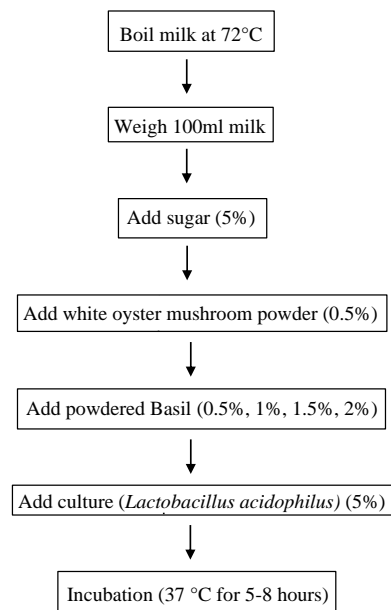 Boil milk at 72°C
Weigh 100ml milk
Add sugar (5%)
Add white oyster mushroom powder (0.5%)
Add powdered Basil (0.5%, 1%, 1.5%, 2%)
Add culture (Lactobacillus acidophilus) (5%)
Incubation (37 °C for 5-8 hours)